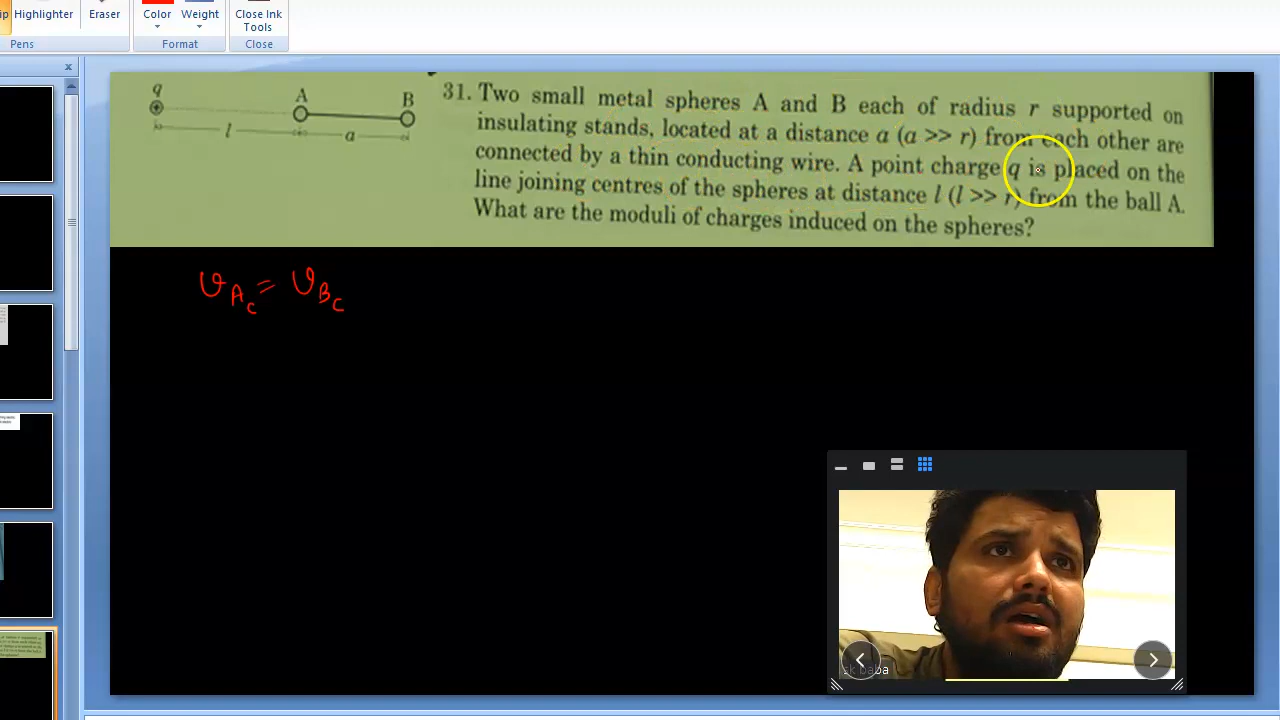 Highlighter
Eraser
Color
Weight
Close Ink
Tools
Pens
Format
Close
q
A
B
l
a
31. Two small metal spheres A and B each of radius r supported on
insulating stands, located at a distance a (a >> r) from each other are
connected by a thin conducting wire. A point charge q is placed on the
line joining centres of the spheres at distance l (l >> r) from the ball A.
What are the moduli of charges induced on the spheres?
V_A_C = V_B_C
baba